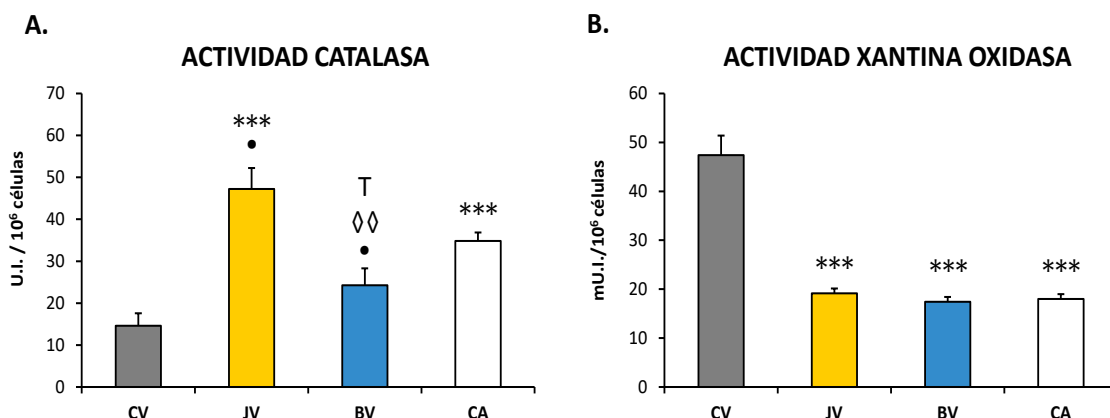 A.
ACTIVIDAD CATALASA
U.I. / 10⁶ células
70
60
50
40
30
20
10
0
***
•
T
◊◊
•
***
CV JV BV CA
B.
ACTIVIDAD XANTINA OXIDASA
mU.I./10⁶ células
60
50
40
30
20
10
0
*** *** ***
CV JV BV CA